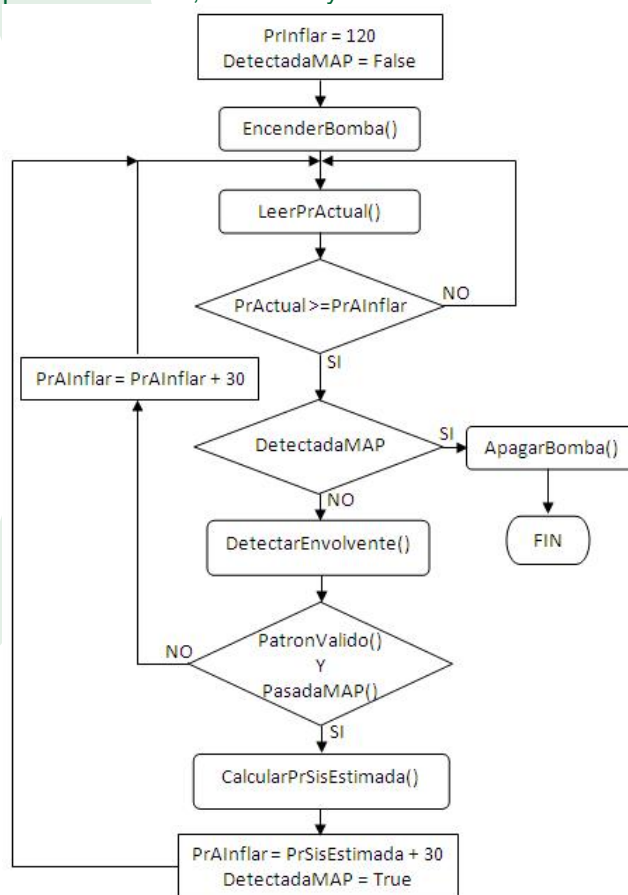 PrInflar = 120
DetectadaMAP = False
EncenderBomba()
LeerPrActual()
PrActual>=PrAInflar
NO
SI
PrAInflar = PrAInflar + 30
DetectadaMAP
SI
ApagarBomba()
NO
DetectarEnvolvente()
FIN
PatronValido()
Y
PasadaMAP()
NO
SI
CalcularPrSisEstimada()
PrAInflar = PrSisEstimada + 30
DetectadaMAP = True